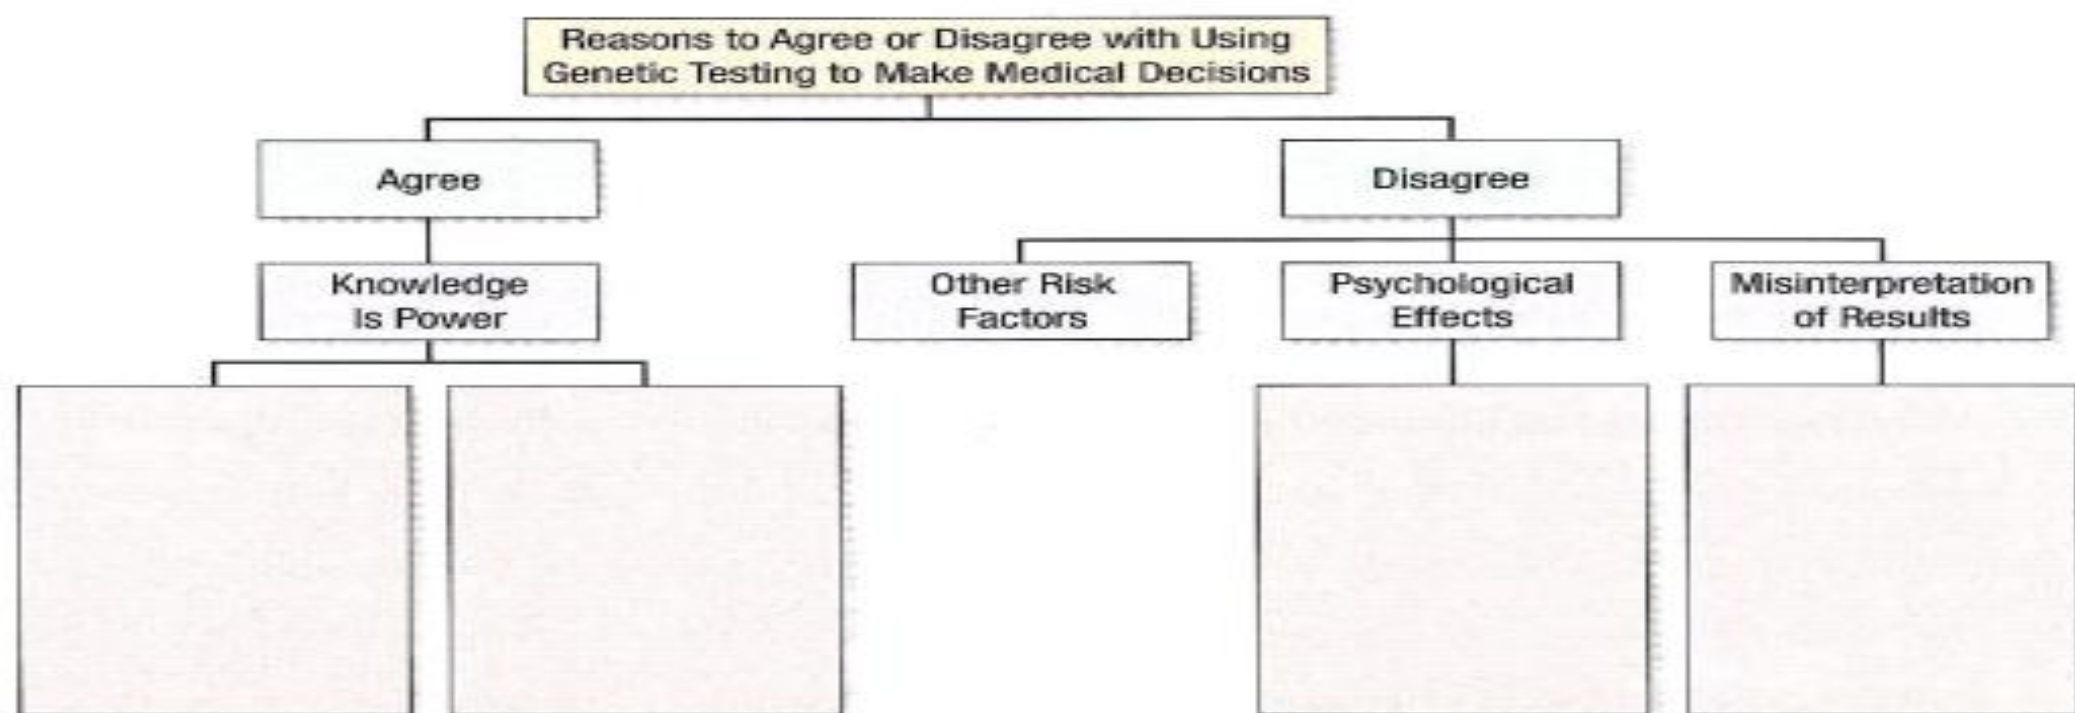 Reasons to Agree or Disagree with Using
Genetic Testing to Make Medical Decisions
Agree
Disagree
Knowledge
Is Power
Other Risk
Factors
Psychological
Effects
Misinterpretation
of Results